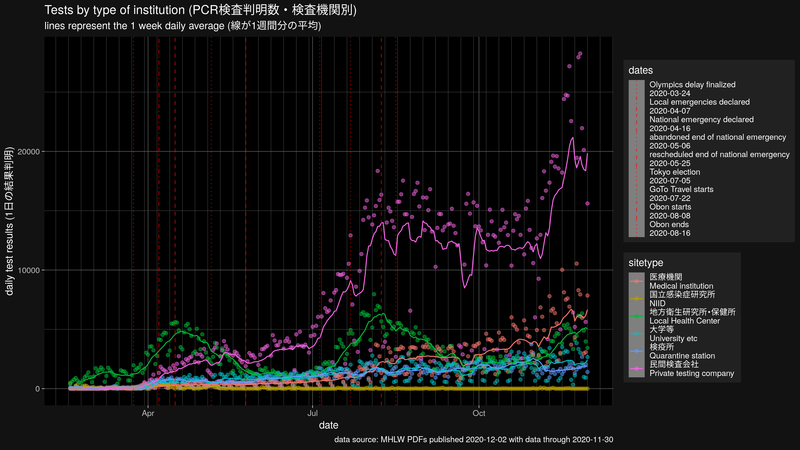 Tests by type of institution (PCR検査判明数・検査機関別)
lines represent the 1 week daily average (線が1週間分の平均)
daily test results (1日の結果判明)
20000
10000
0
Apr
Jul
Oct
date
dates
Olympics delay finalized
2020-03-24
Local emergencies declared
2020-04-07
National emergency declared
2020-04-16
abandoned end of national emergency
2020-05-06
rescheduled end of national emergency
2020-05-25
Tokyo election
2020-07-05
GoTo Travel starts
2020-07-22
Obon starts
2020-08-08
Obon ends
2020-08-16
sitetype
医療機関
Medical institution
国立感染症研究所
NIID
地方衛生研究所・保健所
Local Health Center
大学等
University etc
検疫所
Quarantine station
民間検査会社
Private testing company
data source: MHLW PDFs published 2020-12-02 with data through 2020-11-30